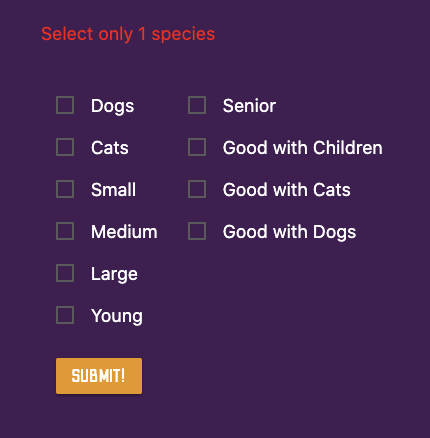 Select only 1 species
Dogs
Cats
Small
Medium
Large
Young
Senior
Good with Children
Good with Cats
Good with Dogs
SUBMIT!